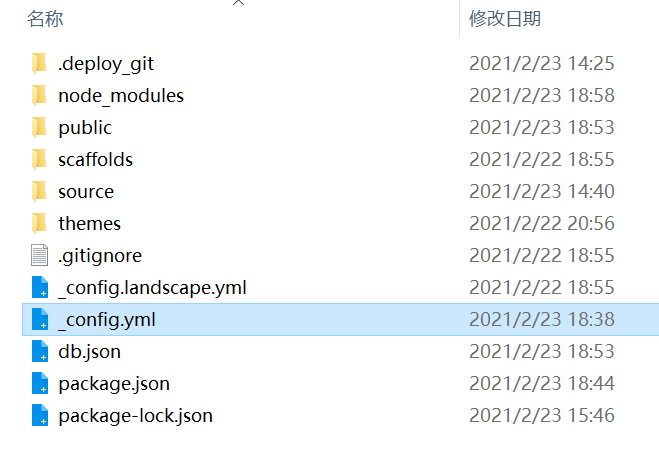 名称 修改日期
.deploy_git 2021/2/23 14:25
node_modules 2021/2/23 18:58
public 2021/2/23 18:53
scaffolds 2021/2/22 18:55
source 2021/2/23 14:40
themes 2021/2/22 20:56
.gitignore 2021/2/22 18:55
_config.landscape.yml 2021/2/22 18:55
_config.yml 2021/2/23 18:38
db.json 2021/2/23 18:53
package.json 2021/2/23 18:44
package-lock.json 2021/2/23 15:46